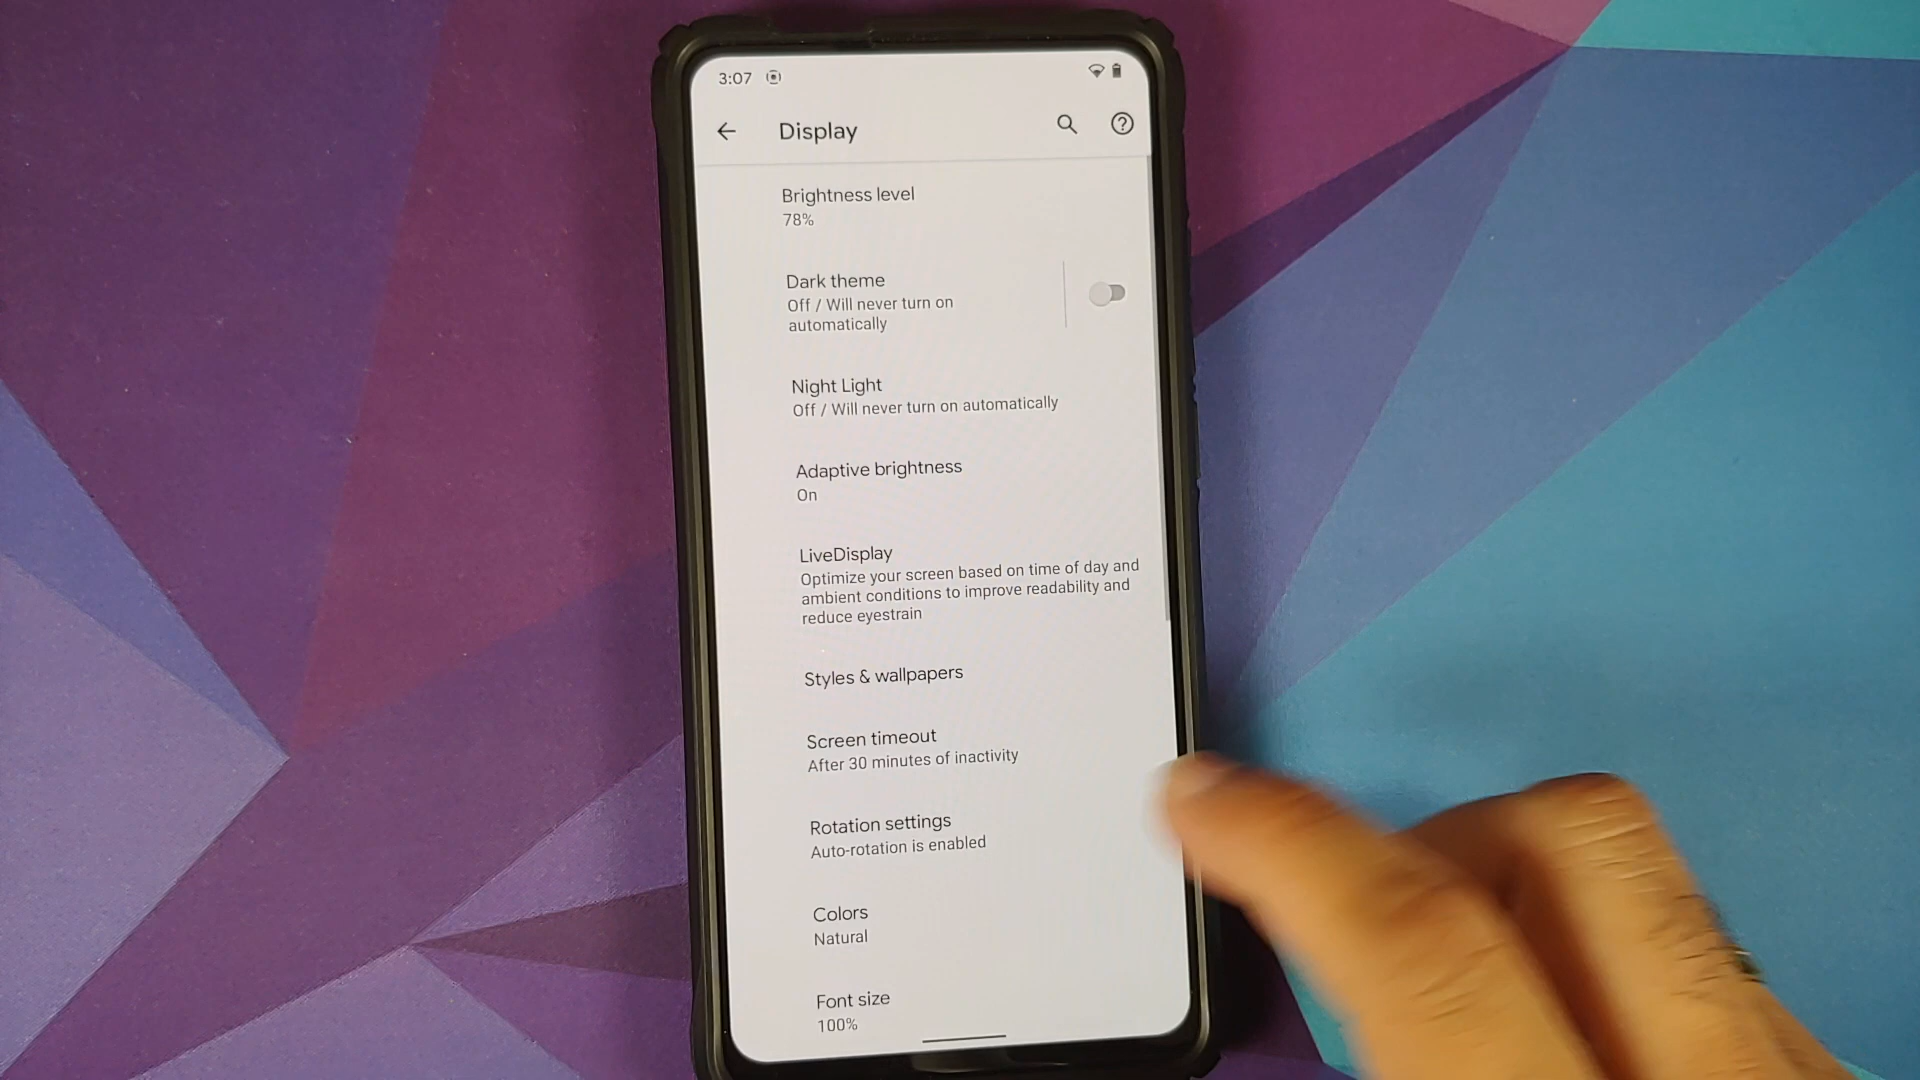 3:07
Display
Brightness level
78%
Dark theme
Off / Will never turn on
automatically
Night Light
Off / Will never turn on automatically
Adaptive brightness
On
LiveDisplay
Optimize your screen based on time of day and
ambient conditions to improve readability and
reduce eyestrain
Styles & wallpapers
Screen timeout
After 30 minutes of inactivity
Rotation settings
Auto-rotation is enabled
Colors
Natural
Font size
100%